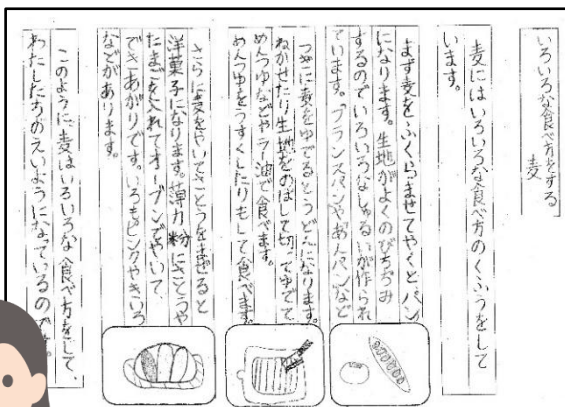 いろいろな食べ方をする
麦
麦にはいろいろな食べ方のくふうをして
います。
まず麦をふくらませてやくとパン
になります。生地がよくのびちぢみ
するのでいろいろなしゅるいが作られ
ています。フランスパンやあんパンなど
つぎに麦をゆでるとうどんになります。
ねかせたり生地をのばして切ってゆでて
めんつゆなどやラー油で食べます。
めんつゆをうすくしたりもして食べます。
さらに麦をやいてさとうをまぜると
洋菓子になります。薄力粉にさとうや
たまごを入れてオーブンでやいて
できあがりです。いろもピンクやきいろ
などがあります。
このように麦はいろいろな食べ方をして、
わたしたちのえいようになっているので